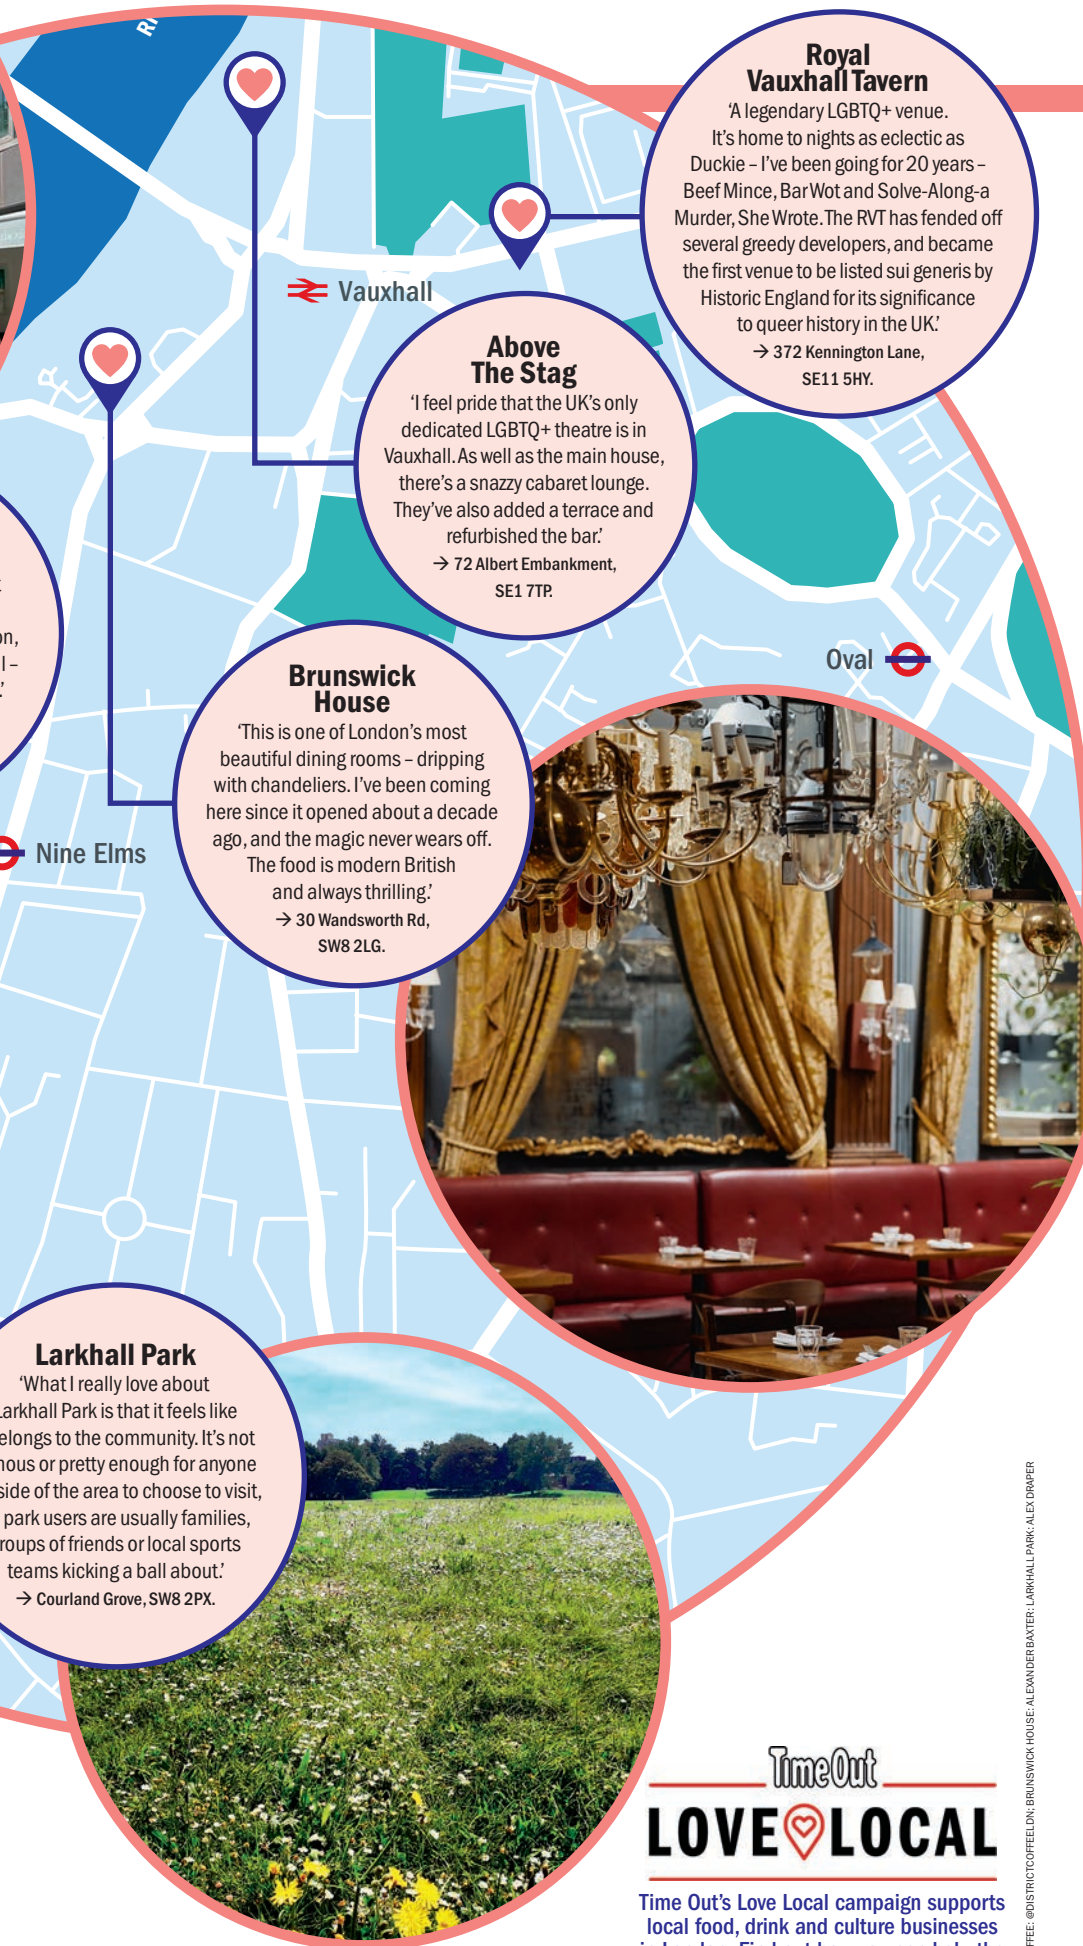 RI
Royal
Vauxhall Tavern
‘A legendary LGBTQ+ venue.
It’s home to nights as eclectic as
Duckie – I’ve been going for 20 years –
Beef Mince, Bar Wot and Solve-Along-a
Murder, She Wrote. The RVT has fended off
several greedy developers, and became
the first venue to be listed sui generis by
Historic England for its significance
to queer history in the UK.’
→ 372 Kennington Lane,
SE11 5HY.
Vauxhall
Above
The Stag
‘I feel pride that the UK’s only
dedicated LGBTQ+ theatre is in
Vauxhall. As well as the main house,
there’s a snazzy cabaret lounge.
They’ve also added a terrace and
refurbished the bar.’
→ 72 Albert Embankment,
SE1 7TP.
on,
l –
.’
Oval
Brunswick
House
‘This is one of London’s most
beautiful dining rooms – dripping
with chandeliers. I’ve been coming
here since it opened about a decade
ago, and the magic never wears off.
The food is modern British
and always thrilling.’
→ 30 Wandsworth Rd,
SW8 2LG.
Nine Elms
Larkhall Park
‘What I really love about
Larkhall Park is that it feels like
elongs to the community. It’s not
nous or pretty enough for anyone
side of the area to choose to visit,
park users are usually families,
roups of friends or local sports
teams kicking a ball about.’
→ Courland Grove, SW8 2PX.
FFEE: @DISTRICTCOFFEELDN; BRUNSWICK HOUSE: ALEXANDER BAXTER: LARKHALL PARK: ALEX DRAPER
Time Out
LOVE LOCAL
Time Out’s Love Local campaign supports
local food, drink and culture businesses